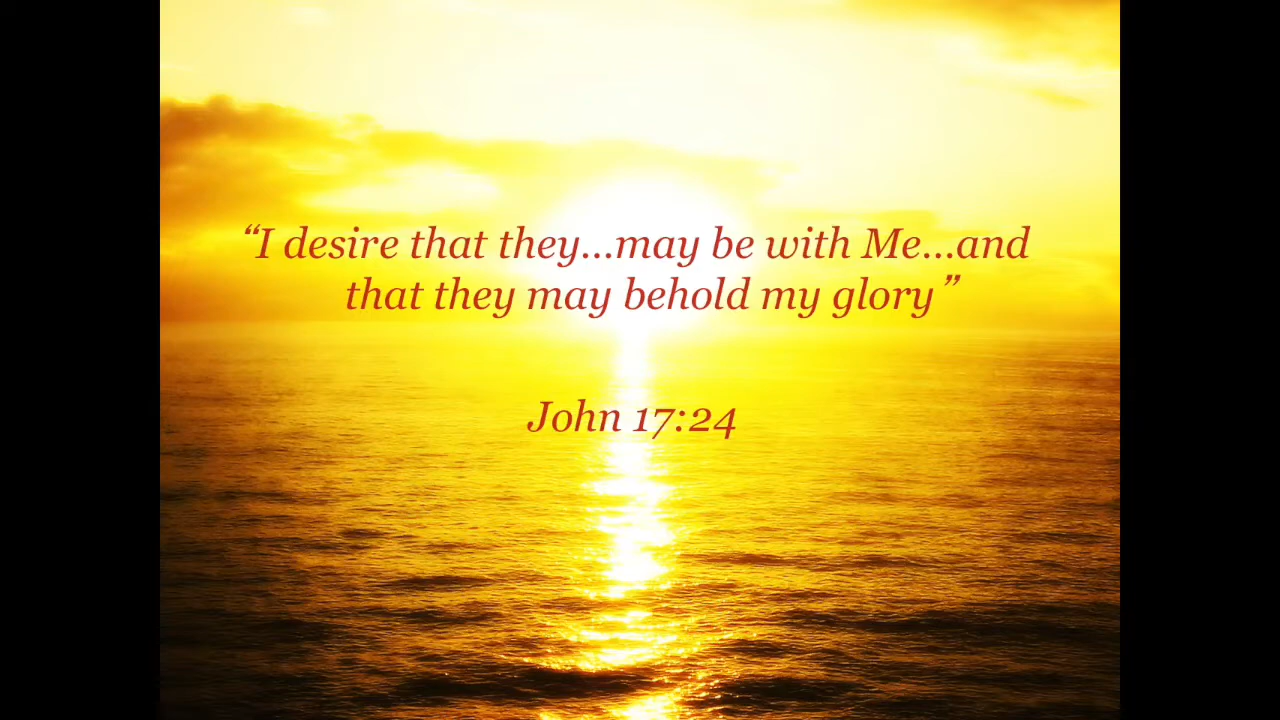 “I desire that they...may be with Me...and
that they may behold my glory”
John 17:24